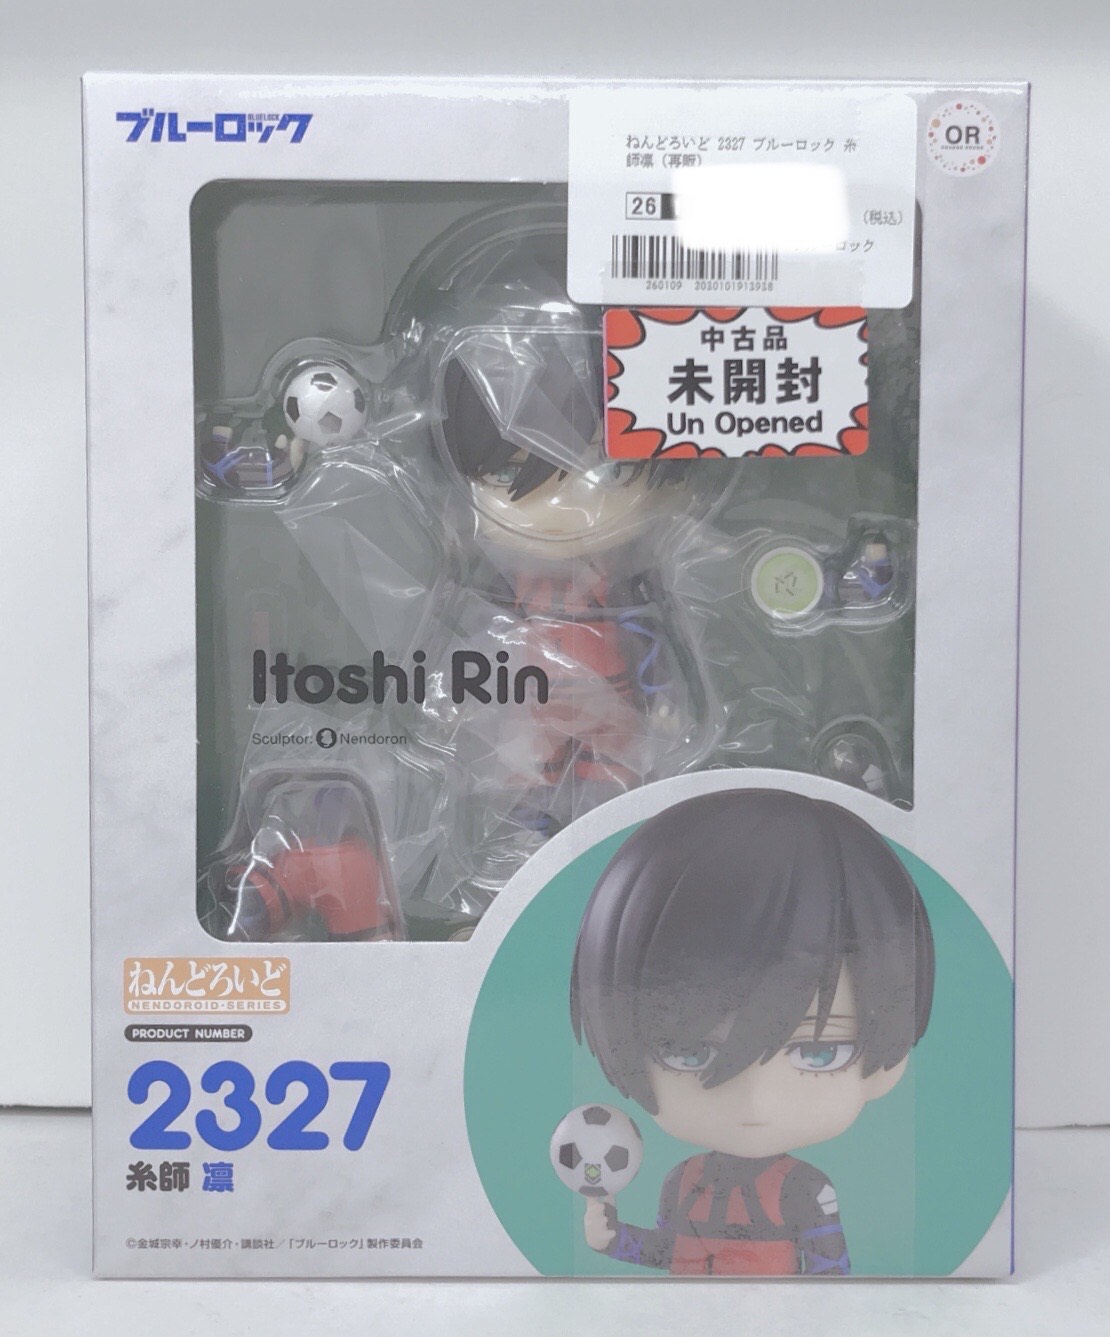 ブルーロック
BLUELOCK
OR
ORANGE ROUGE
ねんどろいど 2327 ブルーロック 糸
師凛（再販）
26
（税込）
ロック
260109 2030101913938
中古品
未開封
Un Opened
Itoshi Rin
Sculptor: Nendoron
ねんどろいど
NENDOROID・SERIES
PRODUCT NUMBER
2327
糸師 凛
©金城宗幸・ノ村優介・講談社／「ブルーロック」製作委員会